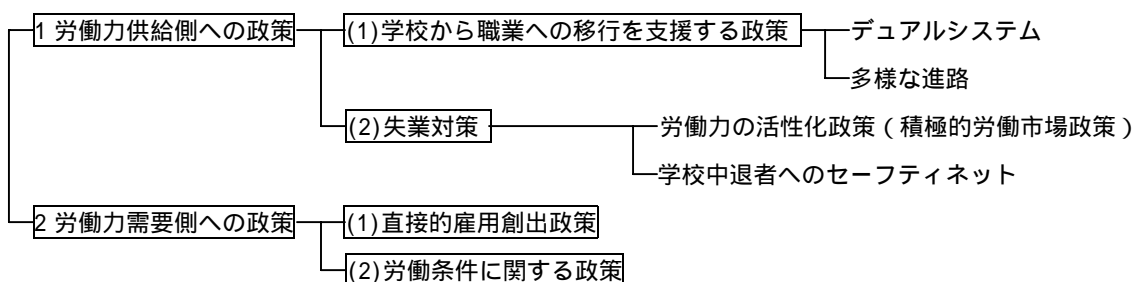 1 労働力供給側への政策 (1)学校から職業への移行を支援する政策 デュアルシステム
多様な進路
(2)失業対策 労働力の活性化政策(積極的労働市場政策)
学校中退者へのセーフティネット
2 労働力需要側への政策 (1)直接的雇用創出政策
(2)労働条件に関する政策